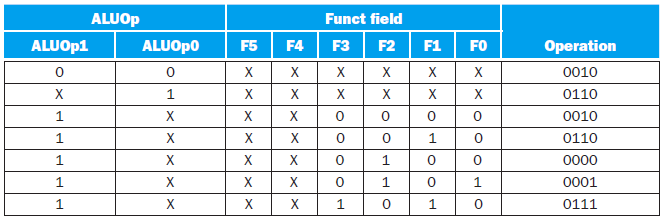 ALUOp Funct field
ALUOp1 ALUOp0 F5 F4 F3 F2 F1 F0 Operation
0 0 X X X X X X 0010
X 1 X X X X X X 0110
1 X X X 0 0 0 0 0010
1 X X X 0 0 1 0 0110
1 X X X 0 1 0 0 0000
1 X X X 0 1 0 1 0001
1 X X X 1 0 1 0 0111